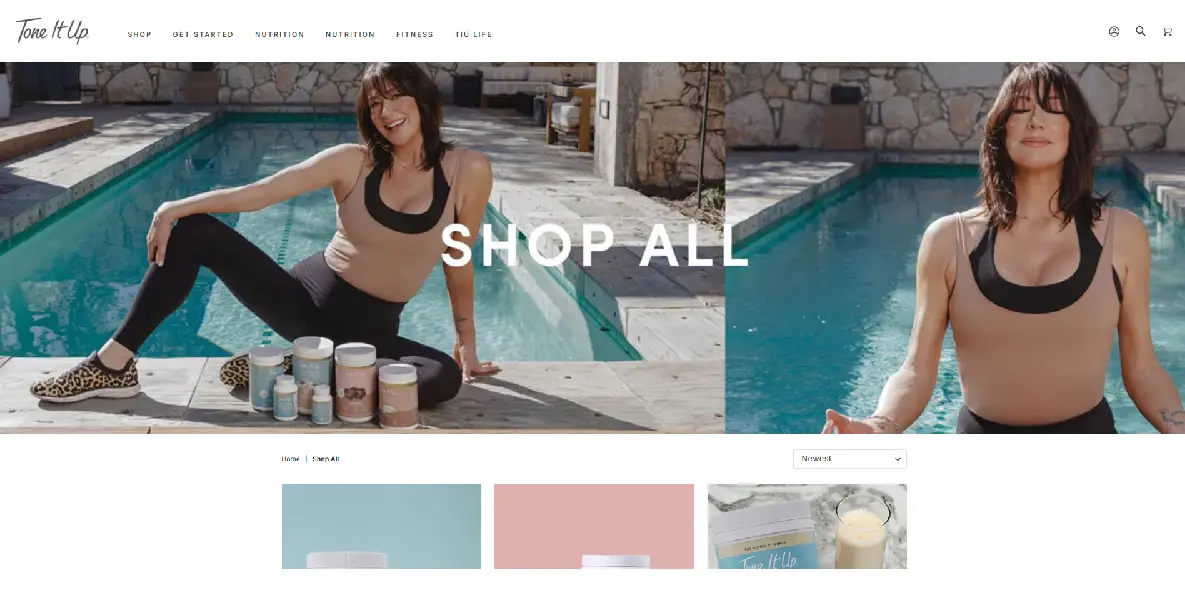 Tone It Up
SHOP
GET STARTED
NUTRITION
NUTRITION
FITNESS
TIU LIFE
SHOP ALL
Home | Shop All
Newest
Tone It Up